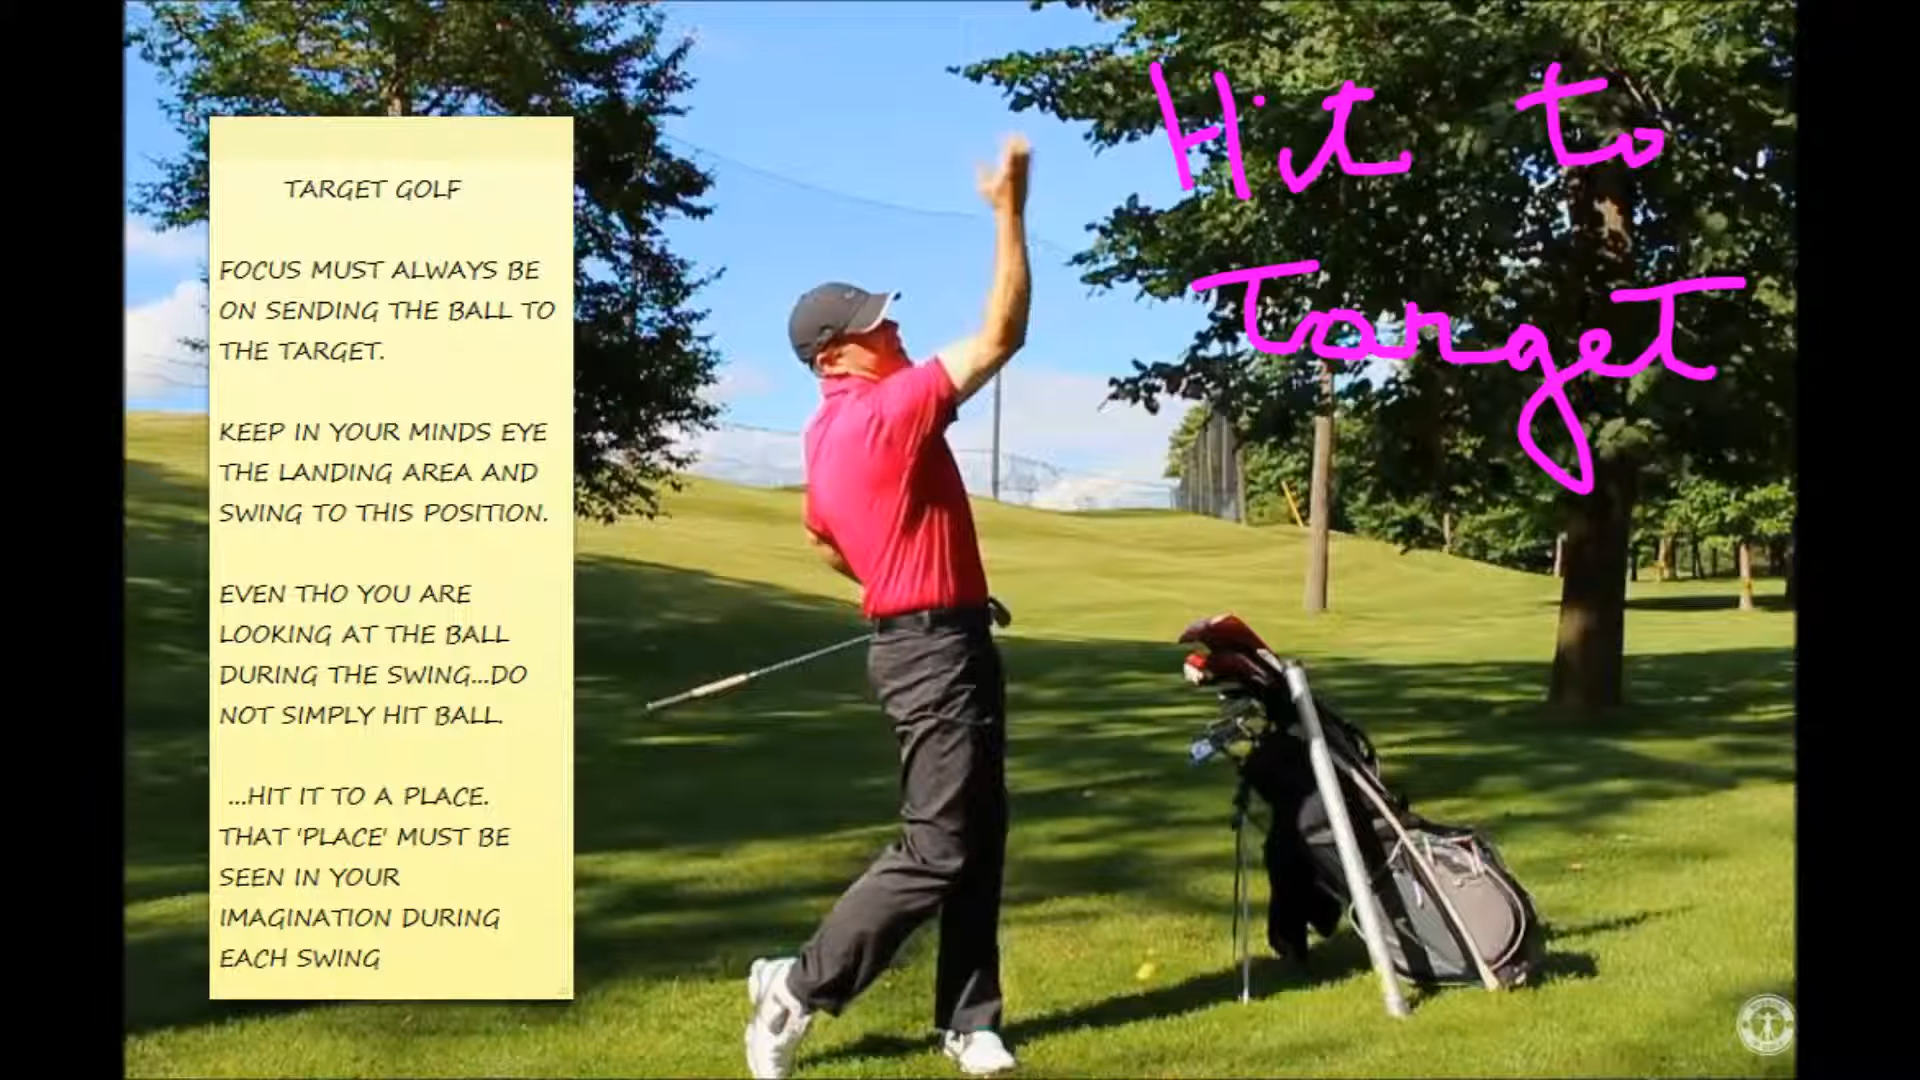 TARGET GOLF
FOCUS MUST ALWAYS BE
ON SENDING THE BALL TO
THE TARGET.
KEEP IN YOUR MINDS EYE
THE LANDING AREA AND
SWING TO THIS POSITION.
EVEN THO YOU ARE
LOOKING AT THE BALL
DURING THE SWING...DO
NOT SIMPLY HIT BALL.
...HIT IT TO A PLACE.
THAT 'PLACE' MUST BE
SEEN IN YOUR
IMAGINATION DURING
EACH SWING
Hit to
Target